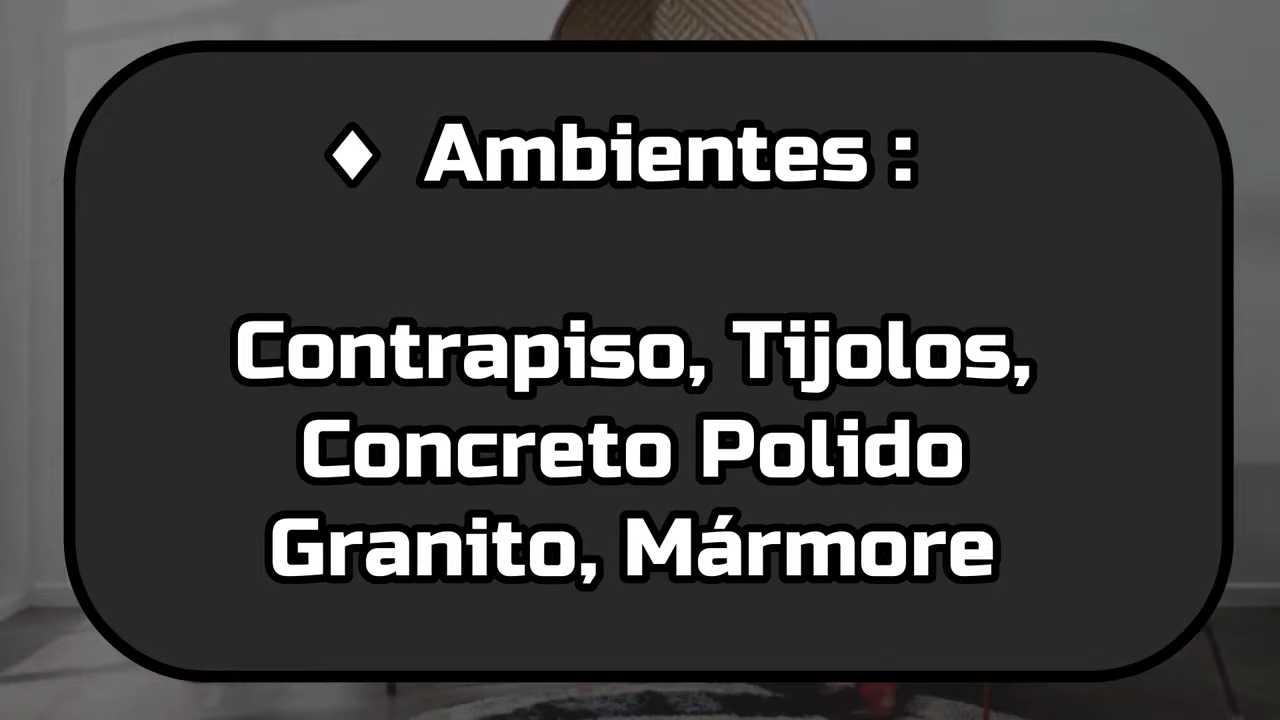 ♦ Ambientes :
Contrapiso, Tijolos,
Concreto Polido
Granito, Mármore